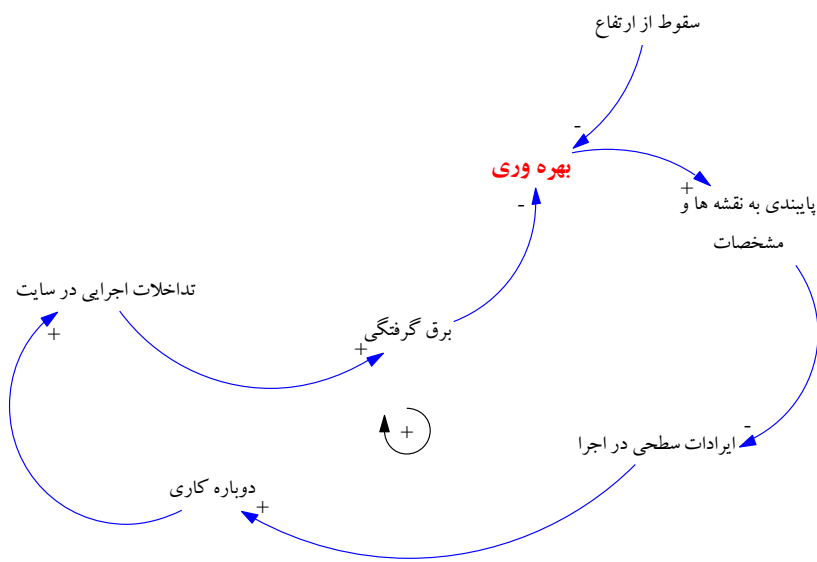 سقوط از ارتفاع
-
بهره وری
-
+
پایبندی به نقشه ها و
مشخصات
تداخلات اجرایی در سایت
+
برق گرفتگی
+
+
-
ایرادات سطحی در اجرا
دوباره کاری
+